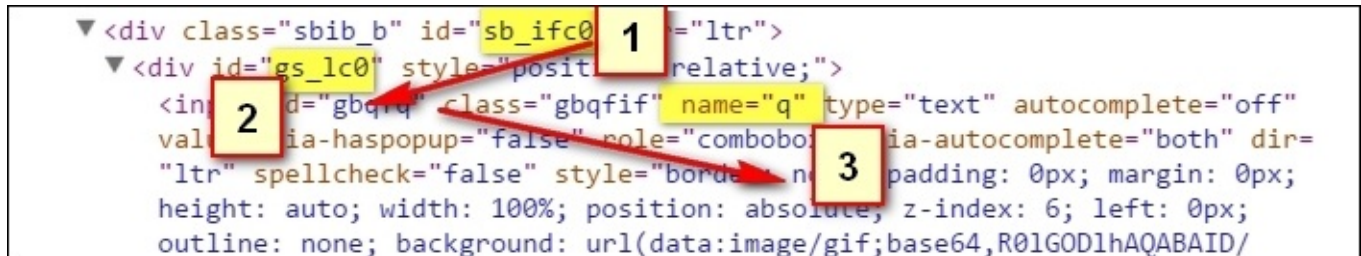 ▼<div class="sbib_b" id="sb_ifc0 1 ="ltr">
▼<div id="gs_lc0" style="posit relative;">
<inp 2 d="gbqfq" class="gbqfif" name="q" type="text" autocomplete="off"
val ia-haspopup="false" role="combobo 3 ia-autocomplete="both" dir=
"ltr" spellcheck="false" style="border: no padding: 0px; margin: 0px;
height: auto; width: 100%; position: absolute; z-index: 6; left: 0px;
outline: none; background: url(data:image/gif;base64,R0lGODlhAQABAID/